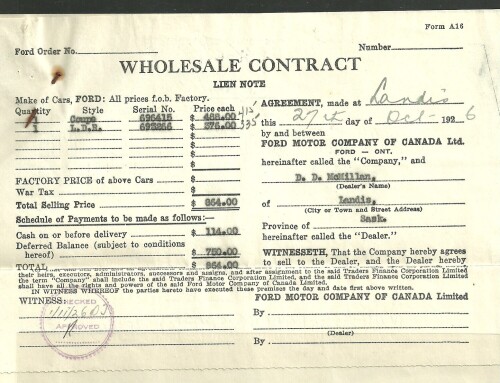 Form A16
Ford Order No.
Number
WHOLESALE CONTRACT
LIEN NOTE
Make of Cars, FORD: All prices f.o.b. Factory.
Quantity Style Serial No. Price each
1 Coupe 696415 $ 488.00 415
1 L.D.R. 692266 $ 376.00 335
$
$
$
$
FACTORY PRICE of above Cars $
War Tax $
Total Selling Price $ 864.00
Schedule of Payments to be made as follows:—
Cash on or before delivery $ 114.00
Deferred Balance (subject to conditions
hereof) $ 750.00
TOTAL $ 864.00
AGREEMENT, made at Landis
this 27th day of Oct- 1926
by and between
FORD MOTOR COMPANY OF CANADA Ltd.
FORD - ONT.
hereinafter called the "Company," and
D. D. McMillan,
(Dealer's Name)
of Landis,
(City or Town and Street Address)
Province of Sask.
hereinafter called the "Dealer."
WITNESSETH, That the Company hereby agrees
to sell to the Dealer, and the Dealer hereby
their heirs, executors, administrators, successors and assigns, and after assignment to the said Traders Finance Corporation Limited
the term "Company" shall include the said Traders Finance Corporation Limited, and the said Traders Finance Corporation Limited
shall have all the rights and powers of the said Ford Motor Company of Canada Limited.
IN WITNESS WHEREOF the parties hereto have executed these premises the day and date first above written.
WITNESS:
CHECKED
APPROVED
FORD MOTOR COMPANY OF CANADA Limited
By
(Dealer)
By